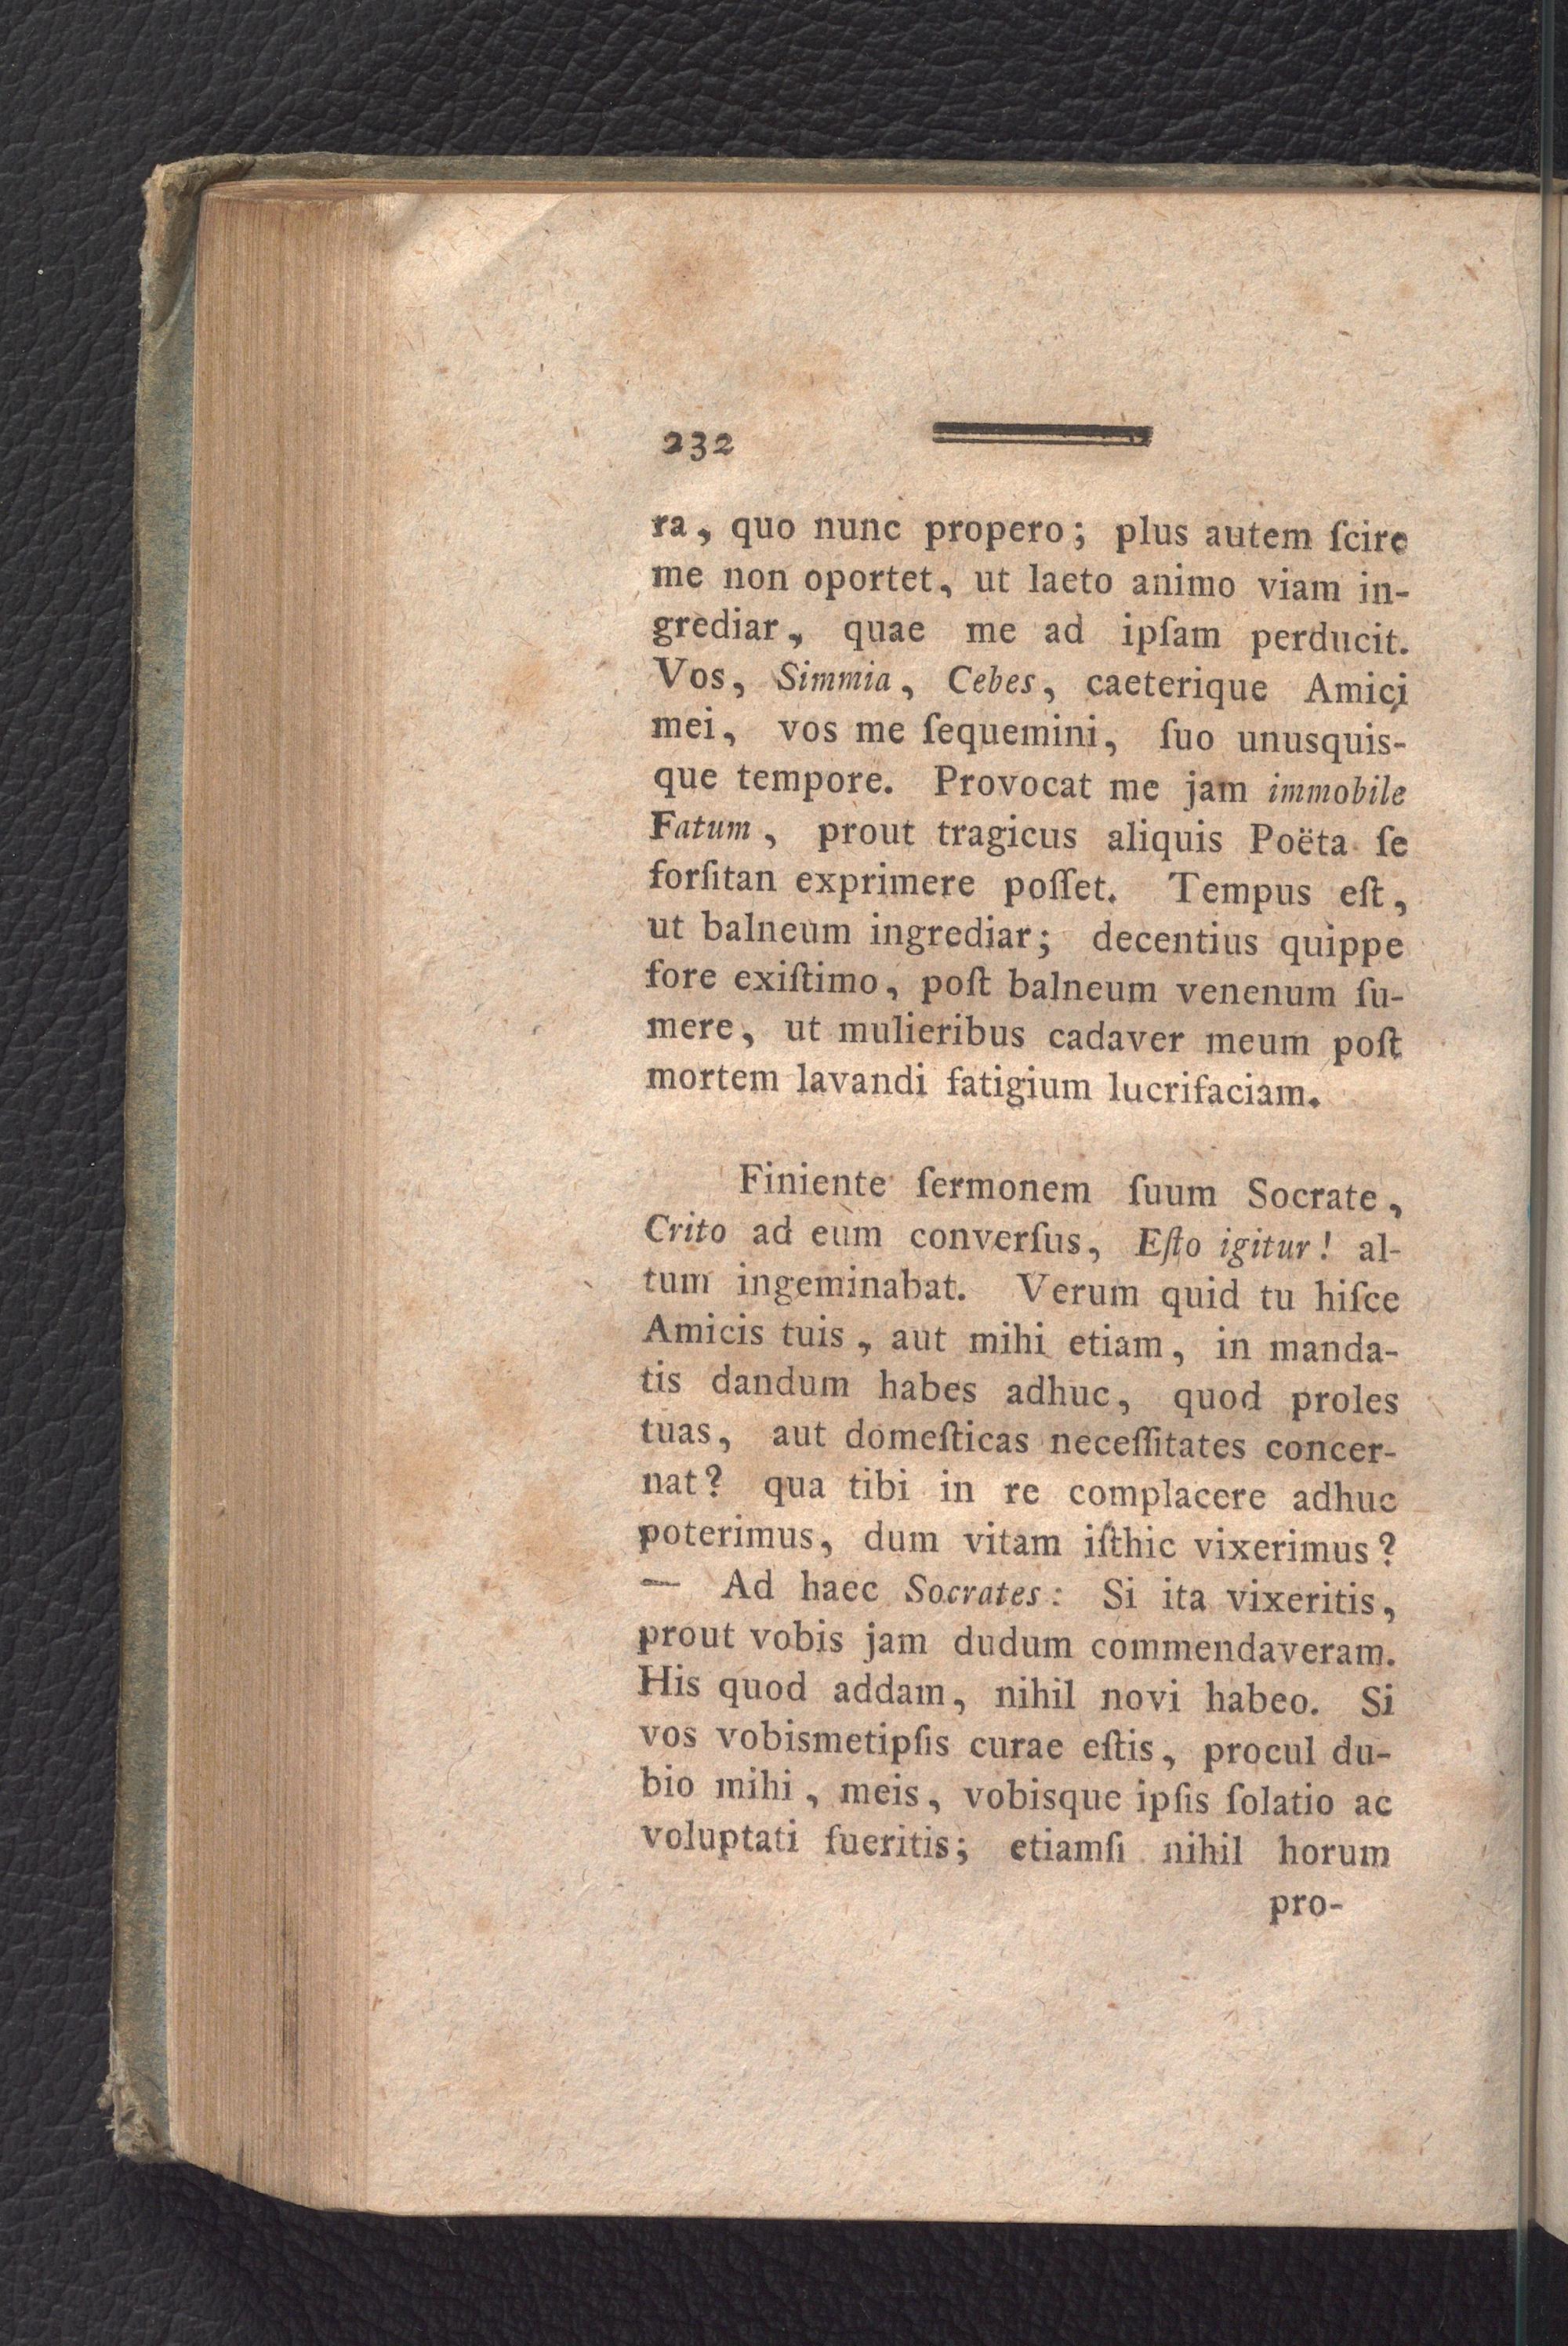 232
ra, quo nunc propero; plus autem ſcire
me non oportet, ut laeto animo viam in-
grediar, quae me ad ipſam perducit.
Vos, Simmia, Cebes, caeterique Amici
mei, vos me ſequemini, ſuo unusquis-
que tempore. Provocat me jam immobile
Fatum, prout tragicus aliquis Poëta ſe
forſitan exprimere poſſet. Tempus eſt,
ut balneum ingrediar; decentius quippe
fore exiſtimo, poſt balneum venenum ſu-
mere, ut mulieribus cadaver meum poſt
mortem lavandi fatigium lucrifaciam.
Finiente ſermonem ſuum Socrate,
Crito ad eum converſus, Eſto igitur! al-
tum ingeminabat. Verum quid tu hiſce
Amicis tuis, aut mihi etiam, in manda-
tis dandum habes adhuc, quod proles
tuas, aut domeſticas neceſſitates concer-
nat? qua tibi in re complacere adhuc
poterimus, dum vitam iſthic vixerimus?
— Ad haec Socrates: Si ita vixeritis,
prout vobis jam dudum commendaveram.
His quod addam, nihil novi habeo. Si
vos vobismetipſis curae eſtis, procul du-
bio mihi, meis, vobisque ipſis ſolatio ac
voluptati fueritis; etiamſi nihil horum
pro-